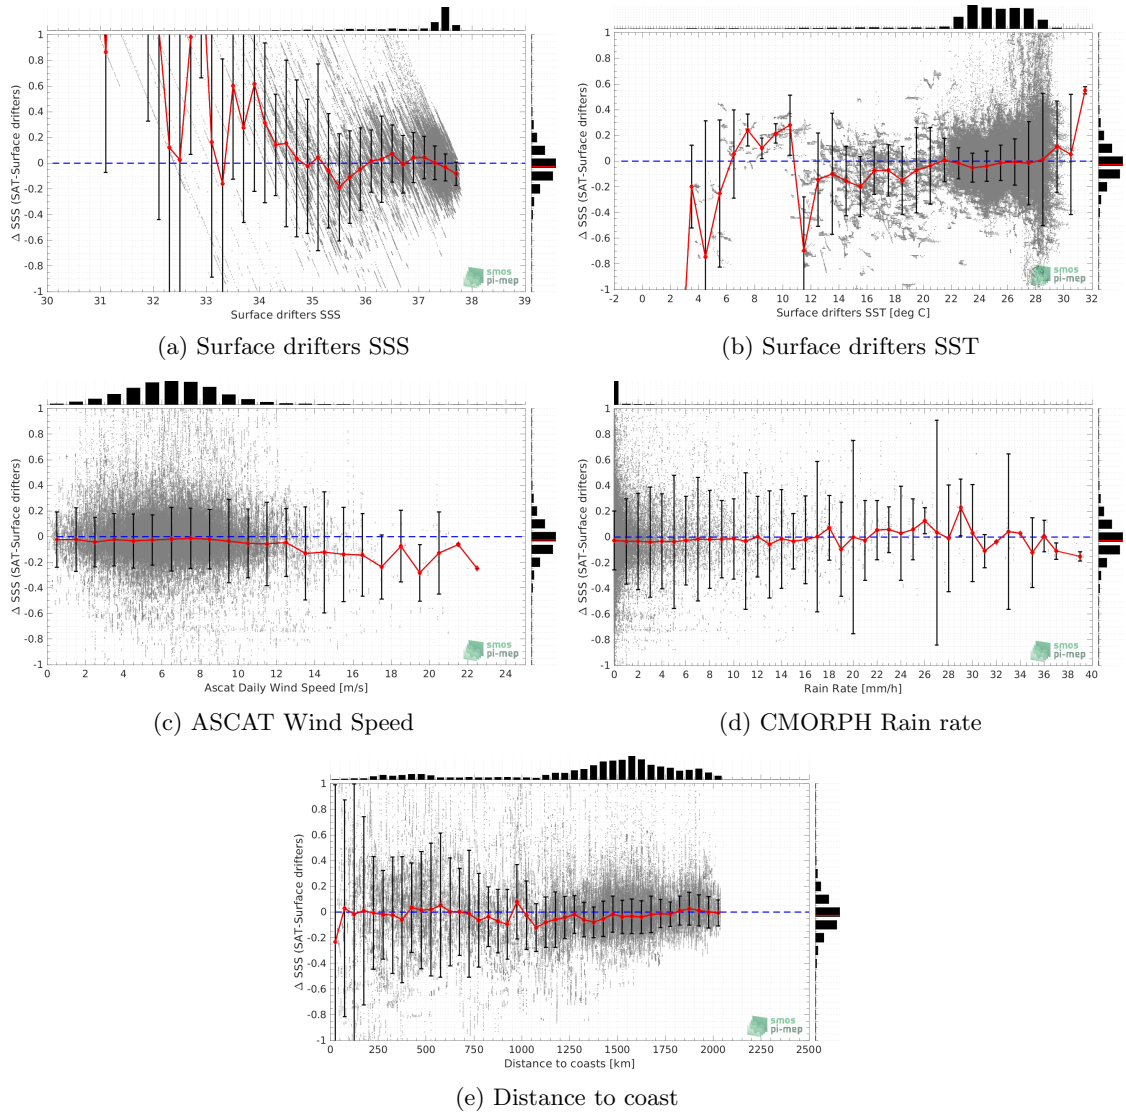 1
0.8
0.6
0.4
0.2
0
-0.2
-0.4
-0.6
-0.8
-1
Δ SSS (SAT-Surface drifters)
30 31 32 33 34 35 36 37 38 39
Surface drifters SSS
smos
pi-mep
(a) Surface drifters SSS
1
0.8
0.6
0.4
0.2
0
-0.2
-0.4
-0.6
-0.8
-1
Δ SSS (SAT-Surface drifters)
-2 0 2 4 6 8 10 12 14 16 18 20 22 24 26 28 30 32
Surface drifters SST [deg C]
smos
pi-mep
(b) Surface drifters SST
1
0.8
0.6
0.4
0.2
0
-0.2
-0.4
-0.6
-0.8
-1
Δ SSS (SAT-Surface drifters)
0 2 4 6 8 10 12 14 16 18 20 22 24
Ascat Daily Wind Speed [m/s]
smos
pi-mep
(c) ASCAT Wind Speed
1
0.8
0.6
0.4
0.2
0
-0.2
-0.4
-0.6
-0.8
-1
Δ SSS (SAT-Surface drifters)
0 2 4 6 8 10 12 14 16 18 20 22 24 26 28 30 32 34 36 38 40
Rain Rate [mm/h]
smos
pi-mep
(d) CMORPH Rain rate
1
0.8
0.6
0.4
0.2
0
-0.2
-0.4
-0.6
-0.8
-1
Δ SSS (SAT-Surface drifters)
0 250 500 750 1000 1250 1500 1750 2000 2250 2500
Distance to coasts [km]
smos
pi-mep
(e) Distance to coast